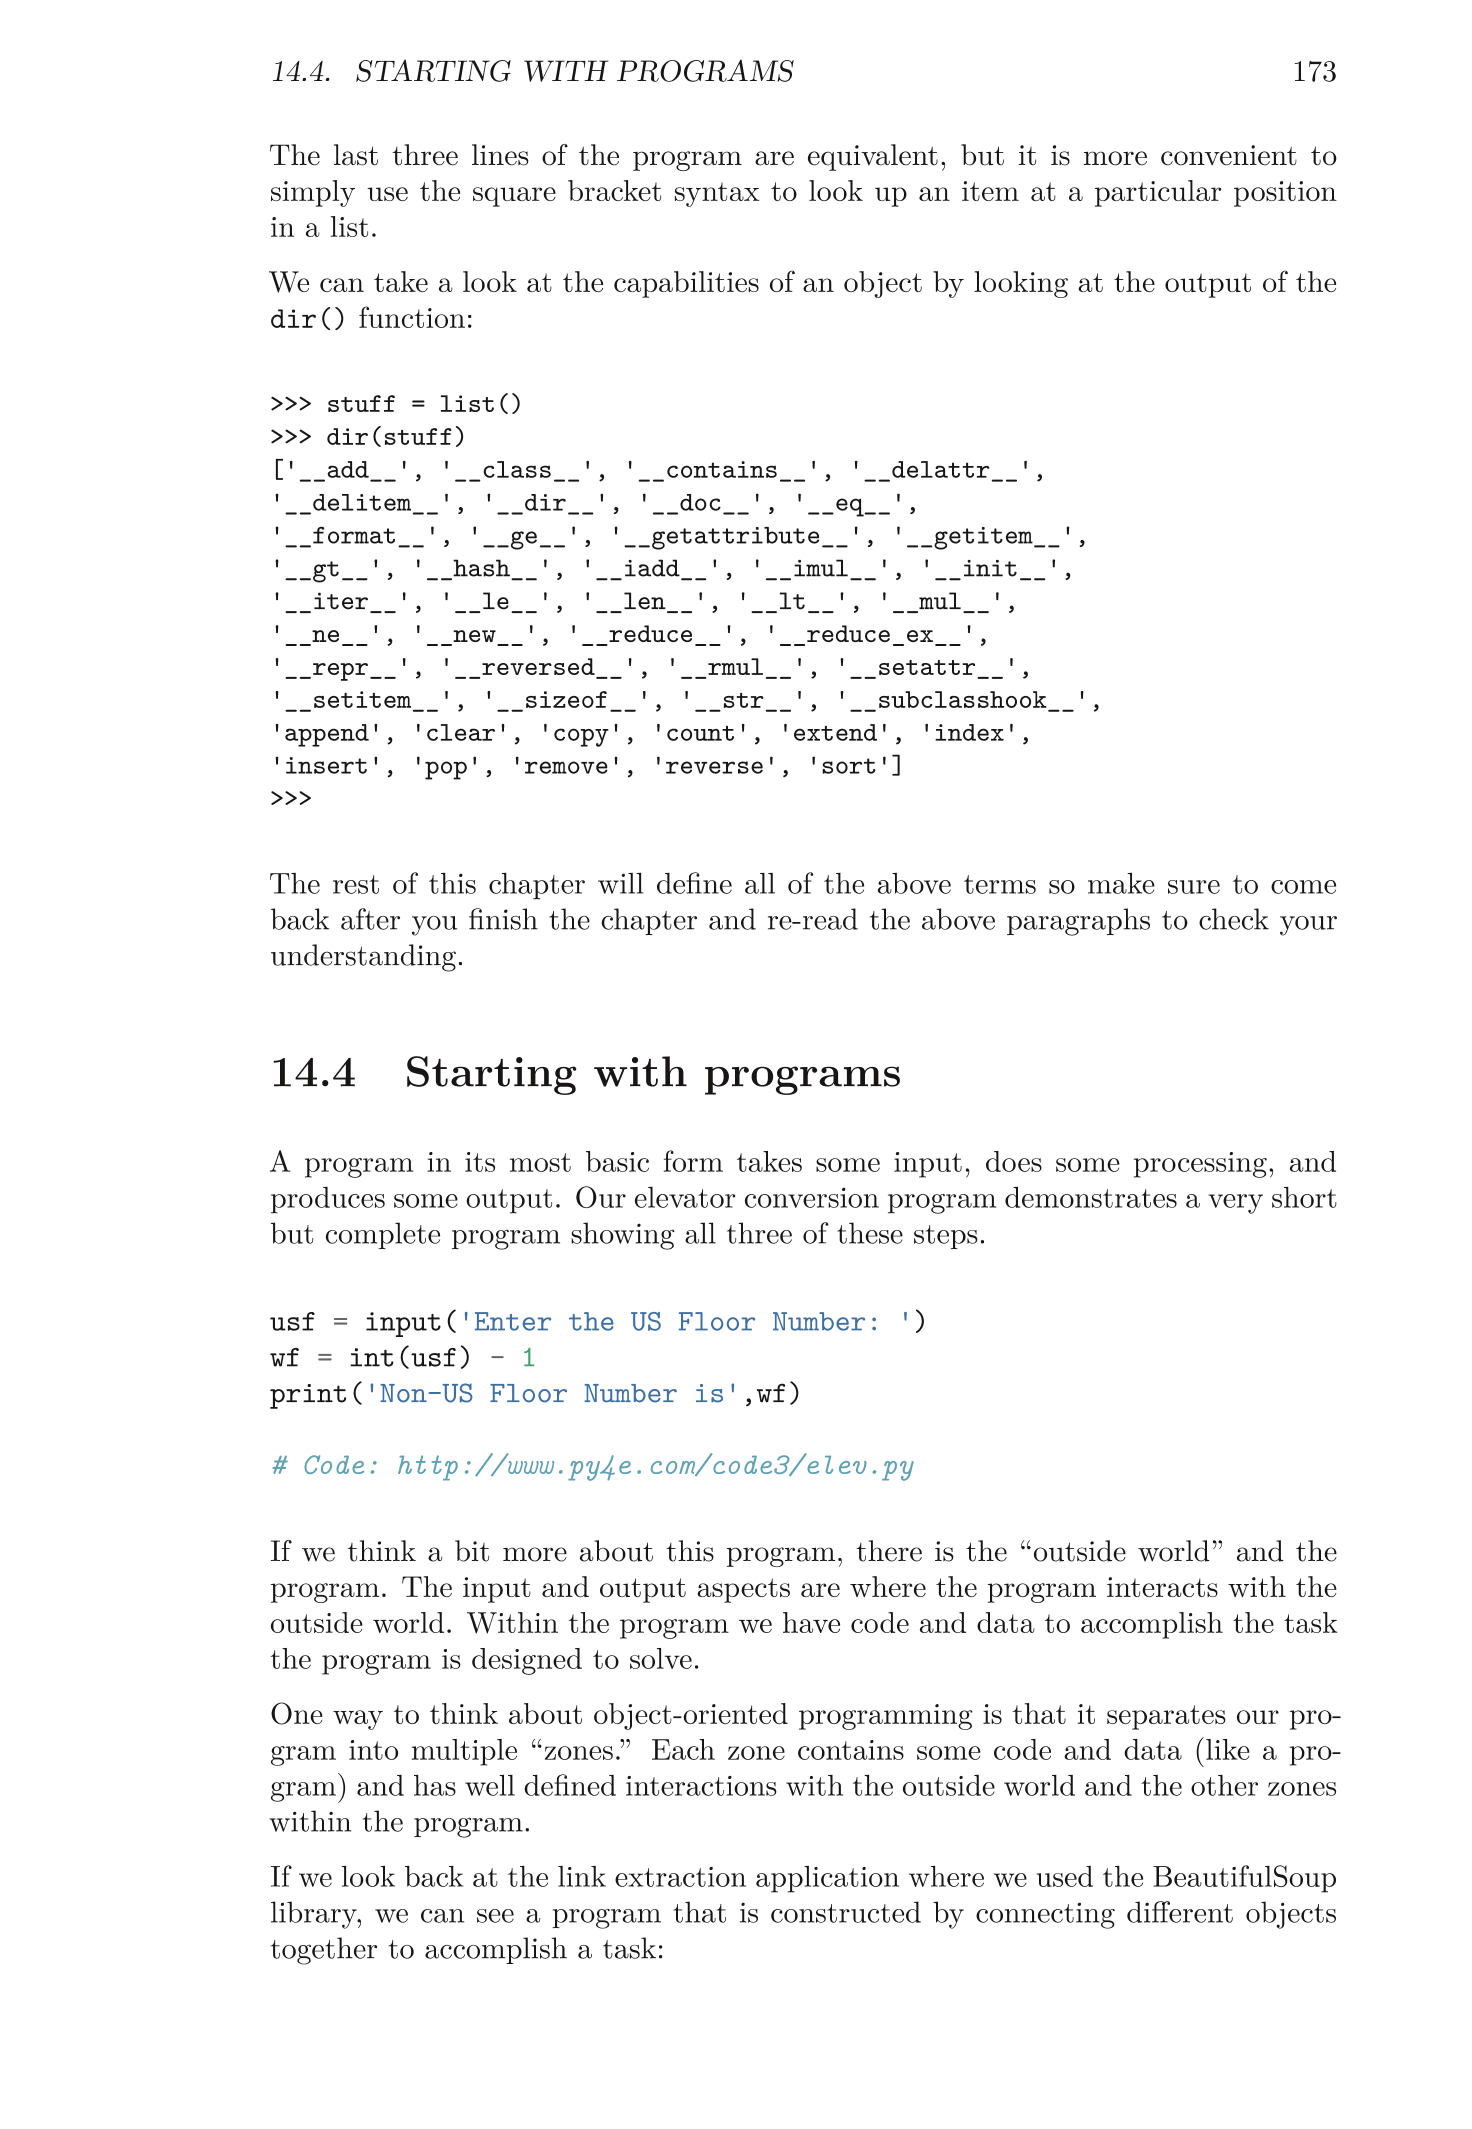 14.4. STARTING WITH PROGRAMS 173
The last three lines of the program are equivalent, but it is more convenient to
simply use the square bracket syntax to look up an item at a particular position
in a list.
We can take a look at the capabilities of an object by looking at the output of the
dir() function:
>>> stuff = list()
>>> dir(stuff)
['__add__', '__class__', '__contains__', '__delattr__',
'__delitem__', '__dir__', '__doc__', '__eq__',
'__format__', '__ge__', '__getattribute__', '__getitem__',
'__gt__', '__hash__', '__iadd__', '__imul__', '__init__',
'__iter__', '__le__', '__len__', '__lt__', '__mul__',
'__ne__', '__new__', '__reduce__', '__reduce_ex__',
'__repr__', '__reversed__', '__rmul__', '__setattr__',
'__setitem__', '__sizeof__', '__str__', '__subclasshook__',
'append', 'clear', 'copy', 'count', 'extend', 'index',
'insert', 'pop', 'remove', 'reverse', 'sort']
>>>
The rest of this chapter will define all of the above terms so make sure to come
back after you finish the chapter and re-read the above paragraphs to check your
understanding.
14.4 Starting with programs
A program in its most basic form takes some input, does some processing, and
produces some output. Our elevator conversion program demonstrates a very short
but complete program showing all three of these steps.
usf = input('Enter the US Floor Number: ')
wf = int(usf) - 1
print('Non-US Floor Number is',wf)
# Code: http://www.py4e.com/code3/elev.py
If we think a bit more about this program, there is the “outside world” and the
program. The input and output aspects are where the program interacts with the
outside world. Within the program we have code and data to accomplish the task
the program is designed to solve.
One way to think about object-oriented programming is that it separates our pro-
gram into multiple “zones.” Each zone contains some code and data (like a pro-
gram) and has well defined interactions with the outside world and the other zones
within the program.
If we look back at the link extraction application where we used the BeautifulSoup
library, we can see a program that is constructed by connecting different objects
together to accomplish a task: